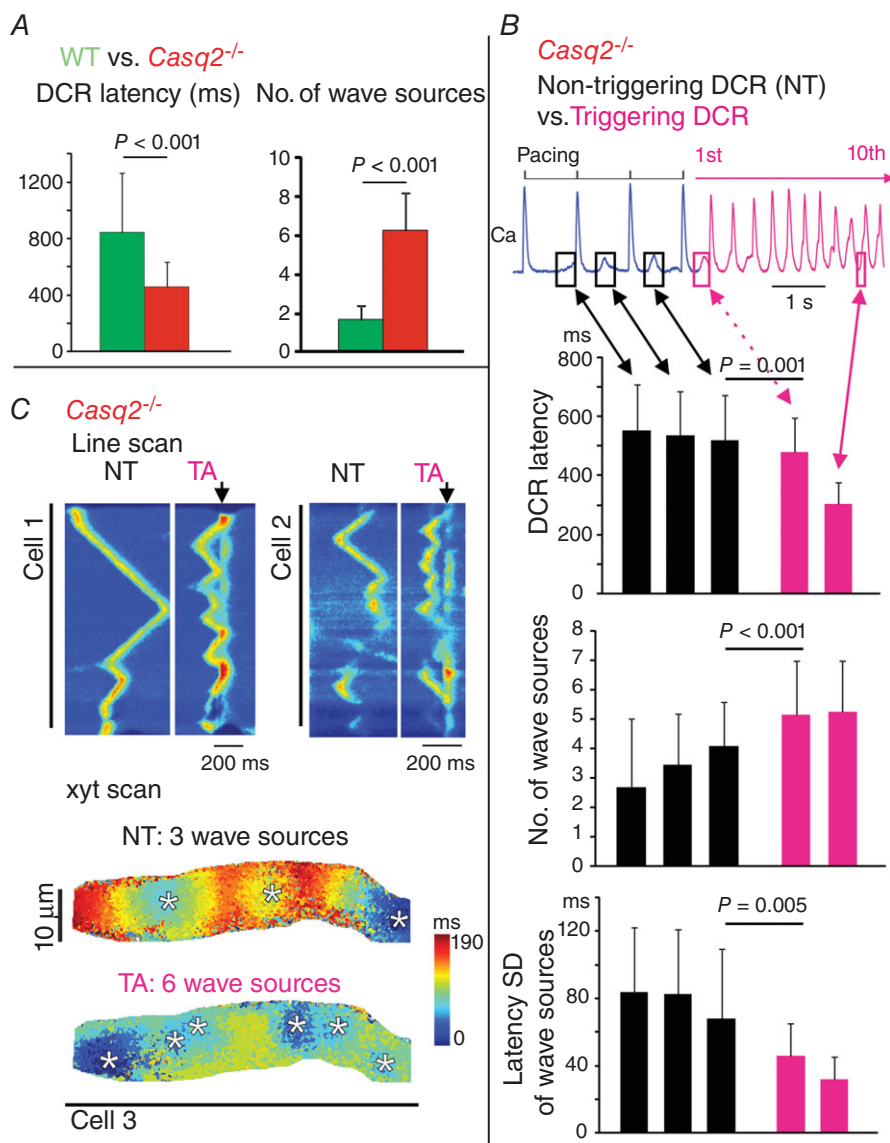 A
WT vs. Casq2-/-
DCR latency (ms)
No. of wave sources
P < 0.001
1200
800
400
0
P < 0.001
10
8
6
4
2
0
B
Casq2-/-
Non-triggering DCR (NT)
vs.Triggering DCR
Pacing
1st
10th
Ca
1 s
ms
P = 0.001
800
600
400
200
0
DCR latency
P < 0.001
8
7
6
5
4
3
2
1
0
No. of wave sources
ms
P = 0.005
120
80
40
0
Latency SD
of wave sources
C
Casq2-/-
Line scan
NT
TA
NT
TA
Cell 1
Cell 2
200 ms
200 ms
xyt scan
NT: 3 wave sources
* * *
10 µm
ms
190
0
TA: 6 wave sources
* * * * * *
Cell 3